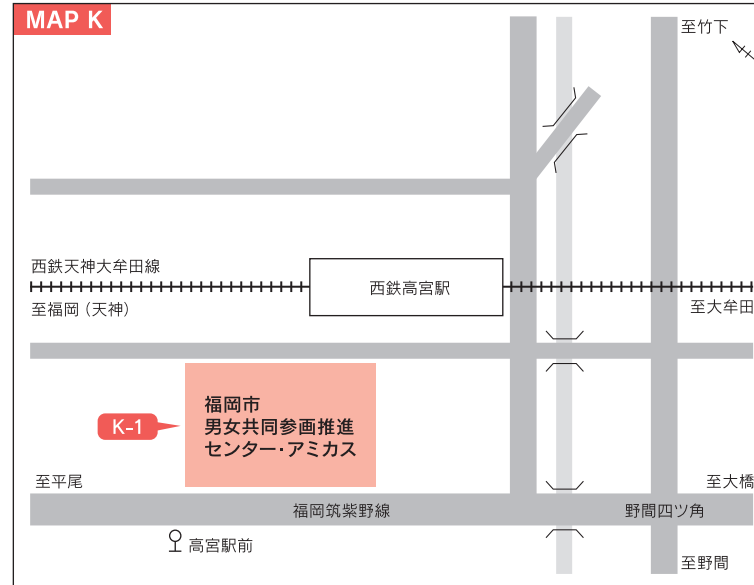 MAP K
至竹下
西鉄天神大牟田線
西鉄高宮駅
至福岡（天神）
至大牟田
K-1
福岡市
男女共同参画推進
センター・アミカス
至平尾
至大橋
福岡筑紫野線
野間四ツ角
高宮駅前
至野間